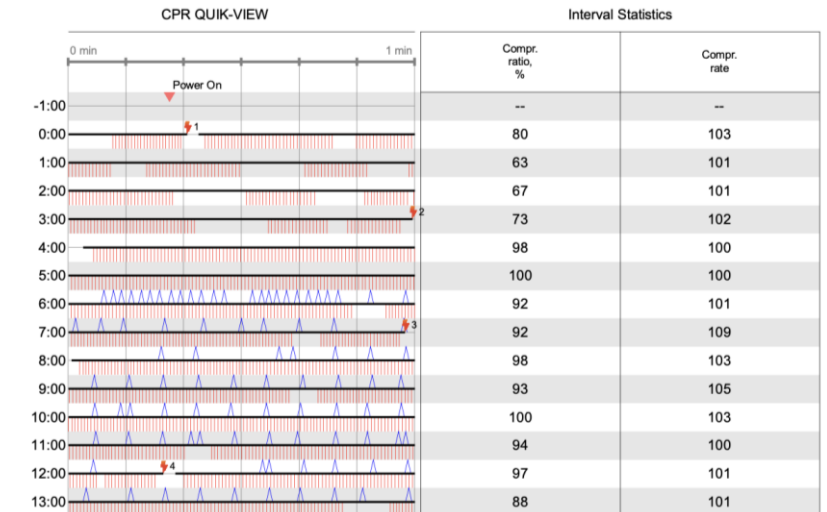 CPR QUIK-VIEW Interval Statistics
0 min 1 min Compr. ratio, % Compr. rate
Power On
-1:00 -- --
1
0:00 80 103
1:00 63 101
2:00 67 101
2
3:00 73 102
4:00 98 100
5:00 100 100
6:00 92 101
3
7:00 92 109
8:00 98 103
9:00 93 105
10:00 100 103
11:00 94 100
4
12:00 97 101
13:00 88 101